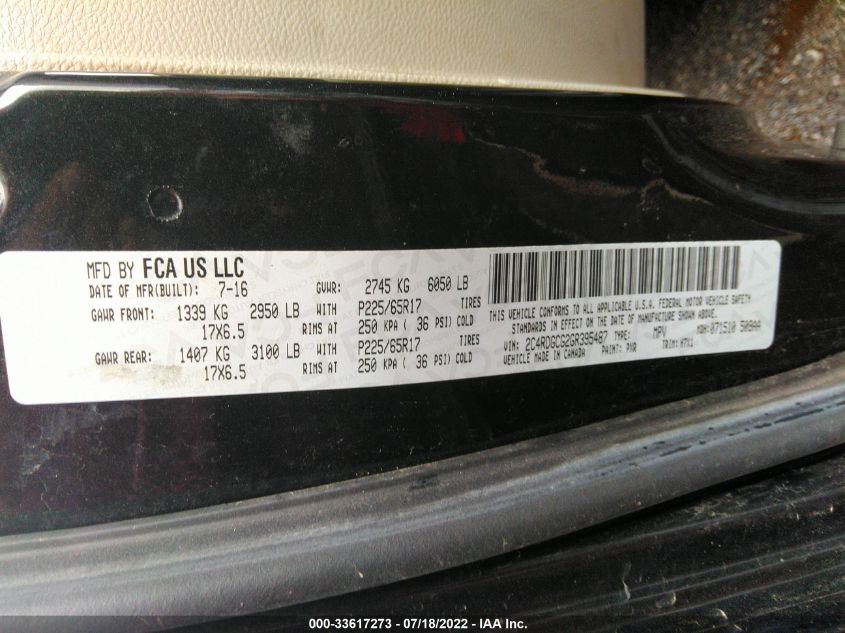 MFD BY FCA US LLC
DATE OF MFR(BUILT): 7-16 GVWR: 2745 KG 6050 LB
GAWR FRONT: 1339 KG 2950 LB WITH P225/65R17 TIRES
17X6.5 RIMS AT 250 KPA ( 36 PSI) COLD
GAWR REAR: 1407 KG 3100 LB WITH P225/65R17 TIRES
17X6.5 RIMS AT 250 KPA ( 36 PSI) COLD
THIS VEHICLE CONFORMS TO ALL APPLICABLE U.S.A. FEDERAL MOTOR VEHICLE SAFETY
STANDARDS IN EFFECT ON THE DATE OF MANUFACTURE SHOWN ABOVE.
VIN: 2C4RDGCG2GR395487 TYPE: MPV MDH: 071510 509AA
VEHICLE MADE IN CANADA PAINT: PXR TRIM:
000-33617273 - 07/18/2022 - IAA Inc.